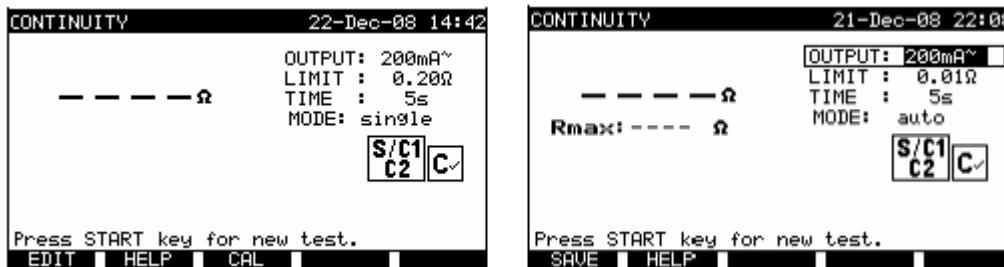 CONTINUITY 22-Dec-08 14:42
OUTPUT: 200mA~
LIMIT : 0.20Ω
– – – – Ω
TIME : 5s
MODE: single
S/C1
C2
C✓
Press START key for new test.
EDIT HELP CAL
CONTINUITY 21-Dec-08
OUTPUT: 200mA~
LIMIT : 0.01Ω
– – – – Ω
TIME : 5s
Rmax: ---- Ω
MODE: auto
S/C1
C2
C✓
Press START key for new test.
SAVE HELP